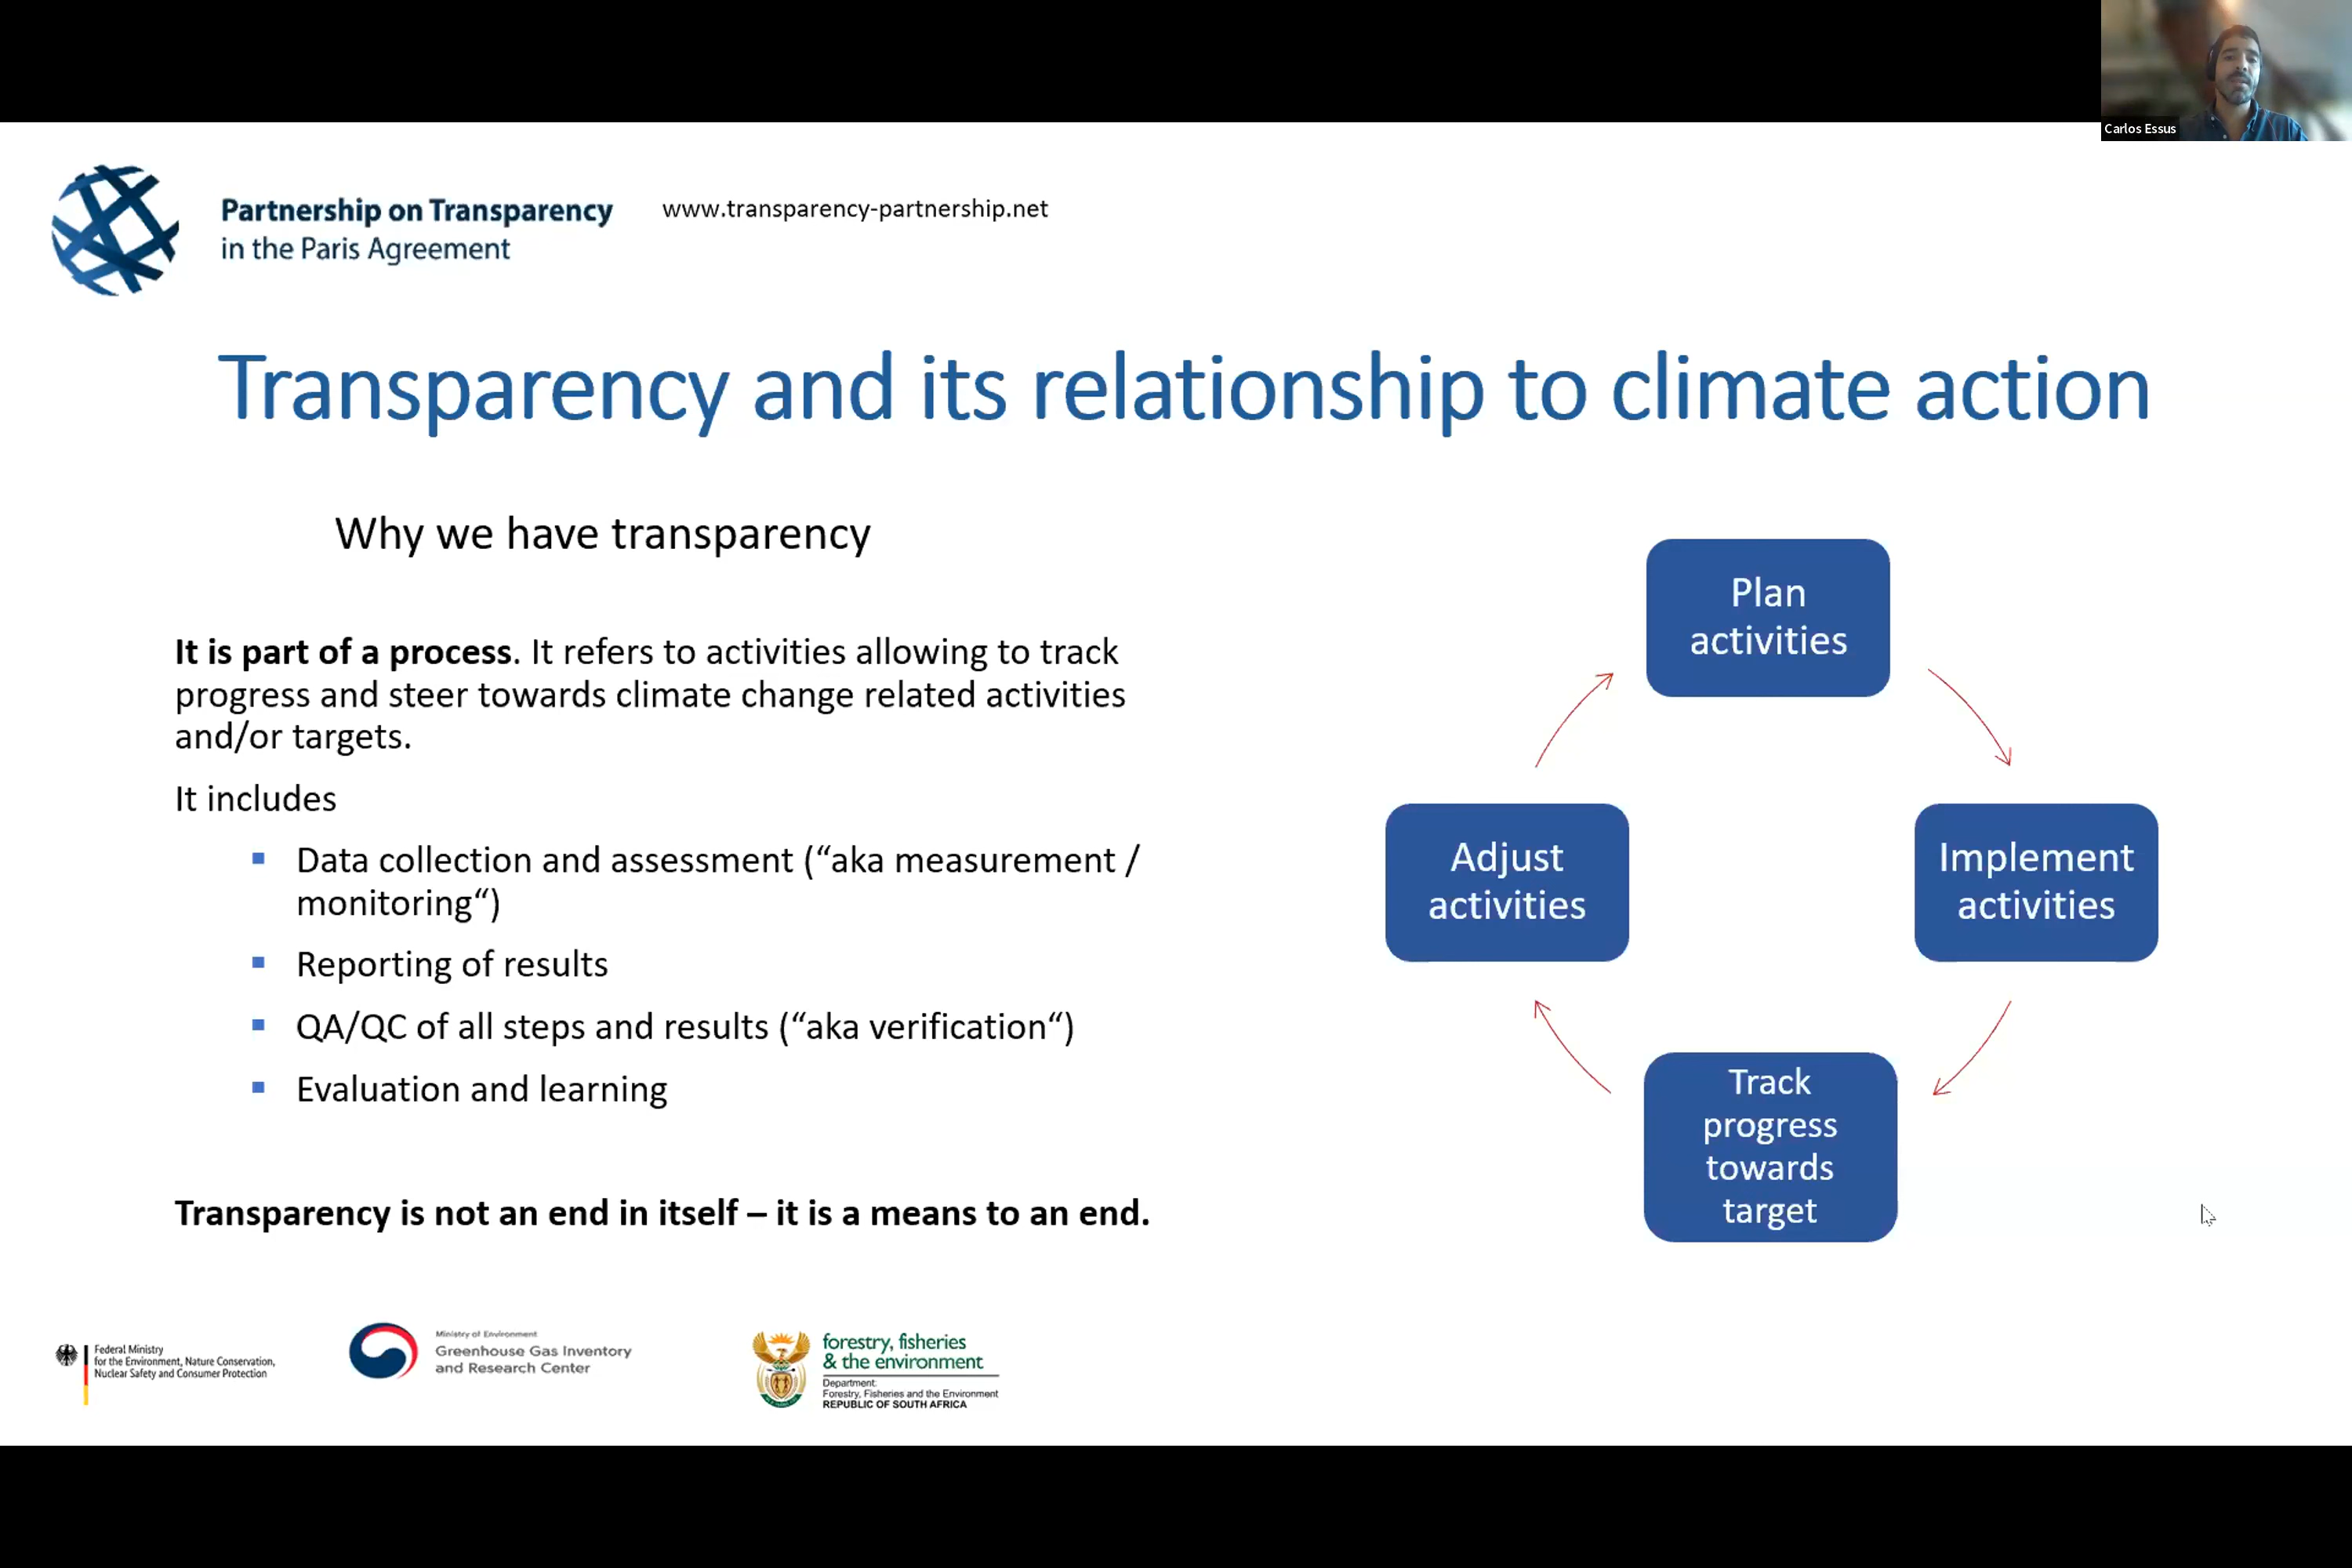 Carlos Essus
Partnership on Transparency
in the Paris Agreement
www.transparency-partnership.net
Transparency and its relationship to climate action
Why we have transparency
It is part of a process. It refers to activities allowing to track
progress and steer towards climate change related activities
and/or targets.
It includes
▪ Data collection and assessment (“aka measurement /
monitoring“)
▪ Reporting of results
▪ QA/QC of all steps and results (“aka verification“)
▪ Evaluation and learning
Transparency is not an end in itself – it is a means to an end.
Plan
activities
Implement
activities
Track
progress
towards
target
Adjust
activities
Federal Ministry
for the Environment, Nature Conservation,
Nuclear Safety and Consumer Protection
Ministry of Environment
Greenhouse Gas Inventory
and Research Center
forestry, fisheries
& the environment
Department:
Forestry, Fisheries and the Environment
REPUBLIC OF SOUTH AFRICA